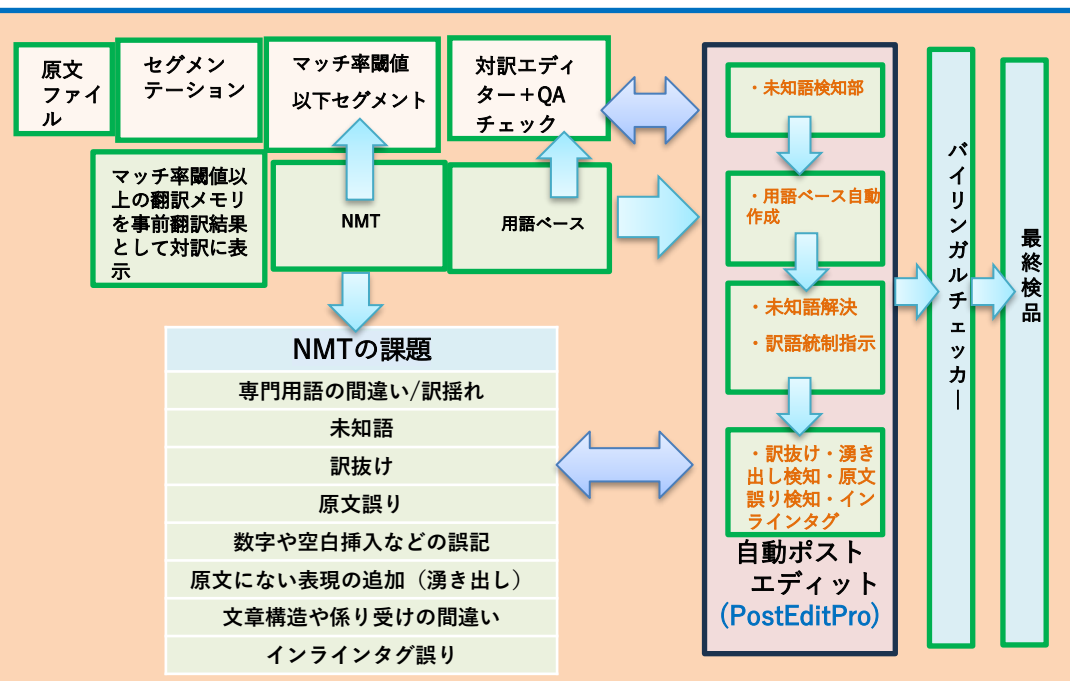 原文
ファイ
ル
セグメン
テーション
マッチ率閾値
以下セグメント
対訳エディ
ター＋QA
チェック
マッチ率閾値以
上の翻訳メモリ
を事前翻訳結果
として対訳に表
示
NMT
用語ベース
NMTの課題
専門用語の間違い/訳揺れ
未知語
訳抜け
原文誤り
数字や空白挿入などの誤記
原文にない表現の追加（湧き出し）
文章構造や係り受けの間違い
インラインタグ誤り
・未知語検知部
・用語ベース自動
作成
・未知語解決
・訳語統制指示
・訳抜け・湧き
出し検知・原文
誤り検知・イン
ラインタグ
自動ポスト
エディット
(PostEditPro)
バイリンガルチェッカー
最終検品